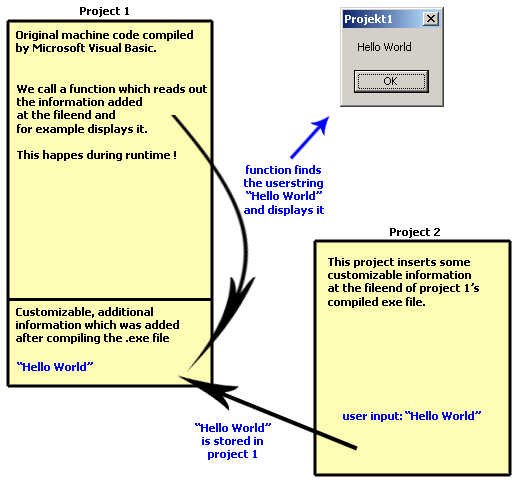 Project 1
Original machine code compiled
by Microsoft Visual Basic.
We call a function which reads out
the information added
at the fileend and
for example displays it.
This happes during runtime !
Customizable, additional
information which was added
after compiling the .exe file
“Hello World”
Projekt1
Hello World
OK
function finds
the userstring
“Hello World”
and displays it
Project 2
This project inserts some
customizable information
at the fileend of project 1’s
compiled exe file.
user input: “Hello World”
“Hello World”
is stored in
project 1